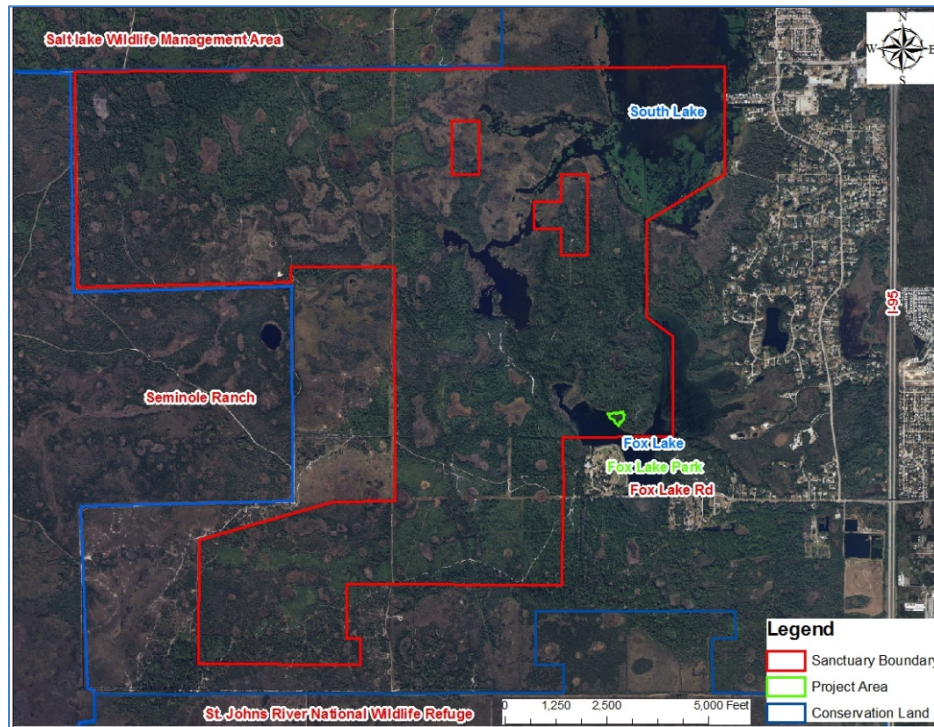 Salt lake Wildlife Management Area
N
W E
S
South Lake
I-95
Seminole Ranch
Fox Lake
Fox Lake Park
Fox Lake Rd
Legend
Sanctuary Boundary
Project Area
Conservation Land
St. Johns River National Wildlife Refuge
0 1,250 2,500 5,000 Feet